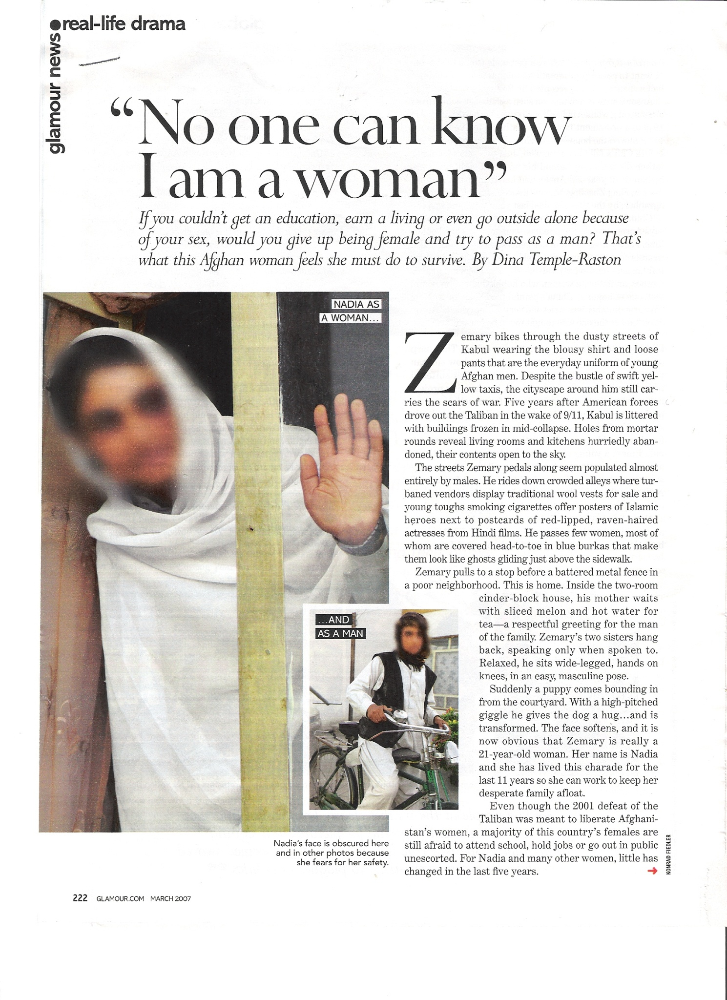 real-life drama
glamour news
“No one can know
I am a woman”
If you couldn’t get an education, earn a living or even go outside alone because
of your sex, would you give up being female and try to pass as a man? That’s
what this Afghan woman feels she must do to survive. By Dina Temple-Raston
NADIA AS
A WOMAN...
...AND
AS A MAN
Nadia’s face is obscured here
and in other photos because
she fears for her safety.
Zemary bikes through the dusty streets of
Kabul wearing the blousy shirt and loose
pants that are the everyday uniform of young
Afghan men. Despite the bustle of swift yel-
low taxis, the cityscape around him still car-
ries the scars of war. Five years after American forces
drove out the Taliban in the wake of 9/11, Kabul is littered
with buildings frozen in mid-collapse. Holes from mortar
rounds reveal living rooms and kitchens hurriedly aban-
doned, their contents open to the sky.
The streets Zemary pedals along seem populated almost
entirely by males. He rides down crowded alleys where tur-
baned vendors display traditional wool vests for sale and
young toughs smoking cigarettes offer posters of Islamic
heroes next to postcards of red-lipped, raven-haired
actresses from Hindi films. He passes few women, most of
whom are covered head-to-toe in blue burkas that make
them look like ghosts gliding just above the sidewalk.
Zemary pulls to a stop before a battered metal fence in
a poor neighborhood. This is home. Inside the two-room
cinder-block house, his mother waits
with sliced melon and hot water for
tea—a respectful greeting for the man
of the family. Zemary’s two sisters hang
back, speaking only when spoken to.
Relaxed, he sits wide-legged, hands on
knees, in an easy, masculine pose.
Suddenly a puppy comes bounding in
from the courtyard. With a high-pitched
giggle he gives the dog a hug...and is
transformed. The face softens, and it is
now obvious that Zemary is really a
21-year-old woman. Her name is Nadia
and she has lived this charade for the
last 11 years so she can work to keep her
desperate family afloat.
Even though the 2001 defeat of the
Taliban was meant to liberate Afghani-
stan’s women, a majority of this country’s females are
still afraid to attend school, hold jobs or go out in public
unescorted. For Nadia and many other women, little has
changed in the last five years.
KONRAD FIEDLER
222 GLAMOUR.COM MARCH 2007